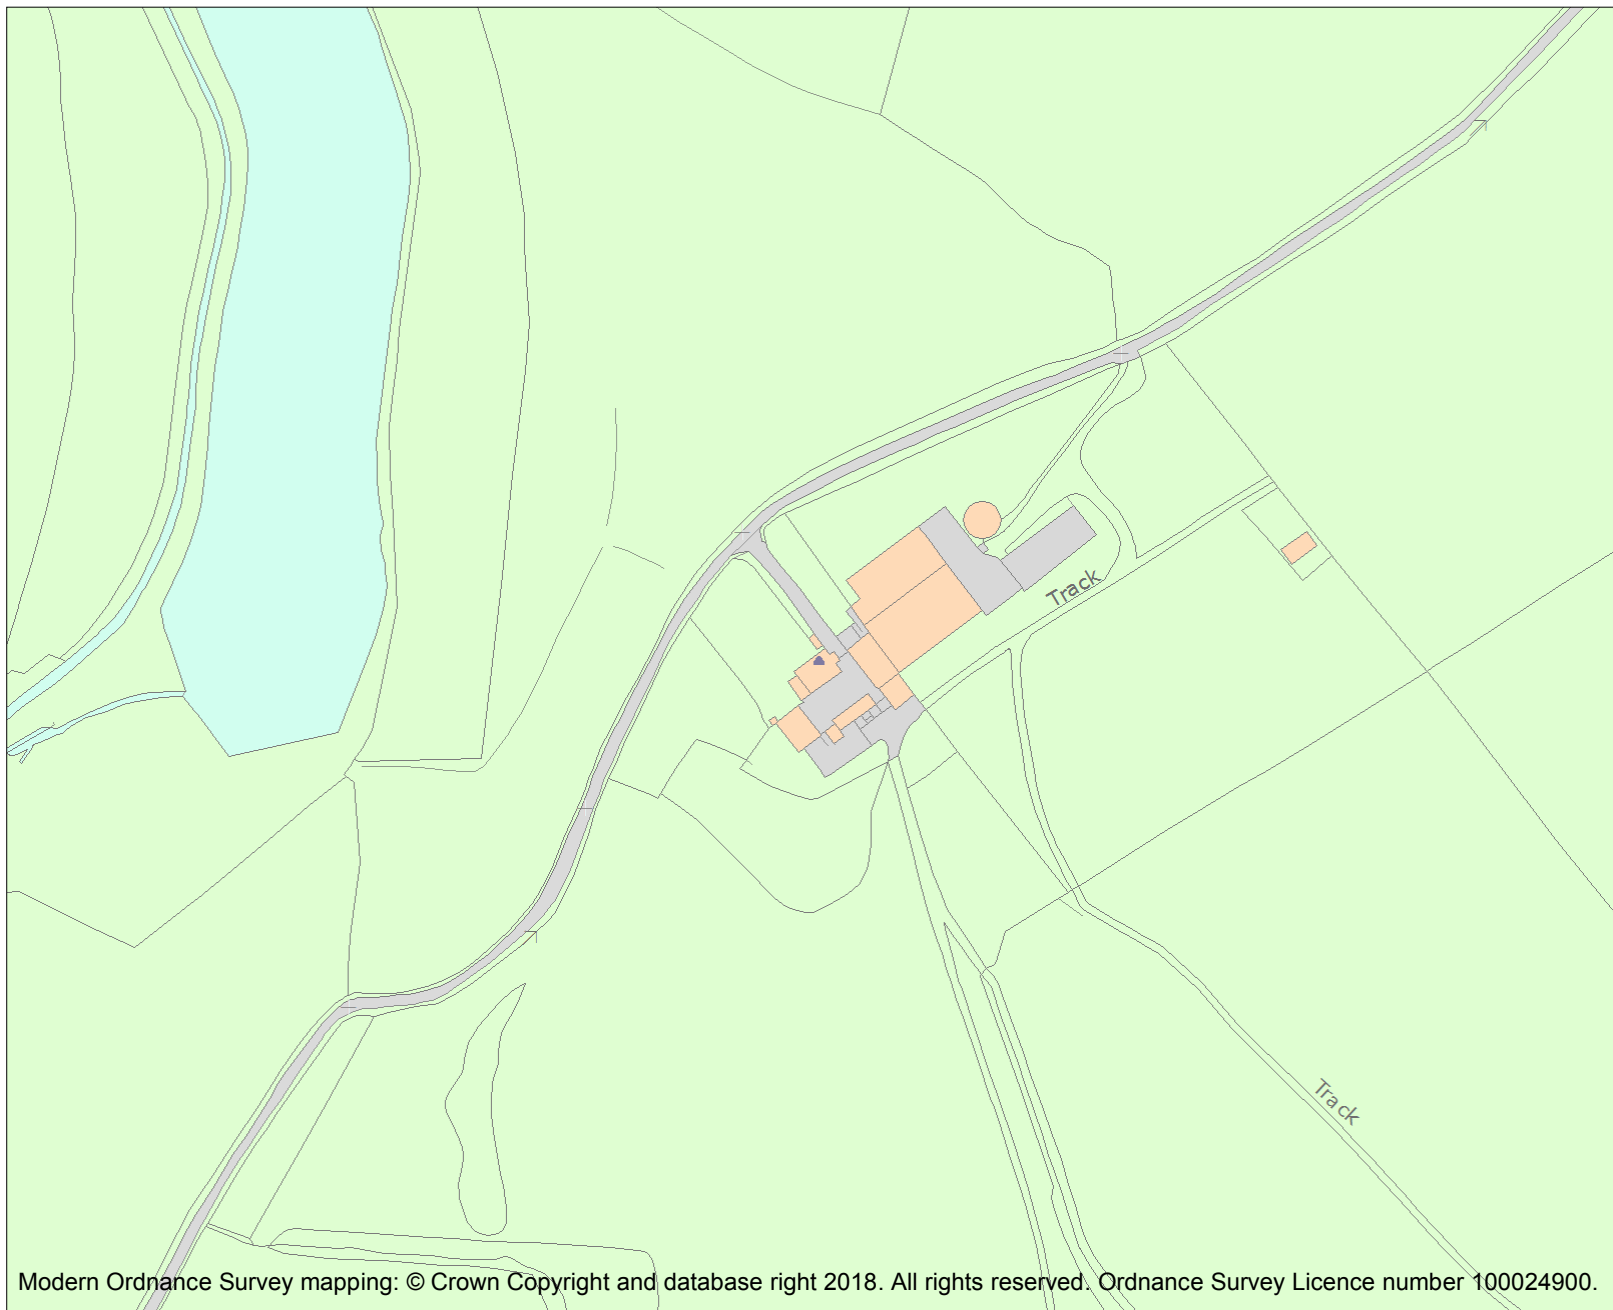 Track
Track
Modern Ordnance Survey mapping: © Crown Copyright and database right 2018. All rights reserved. Ordnance Survey Licence number 100024900.